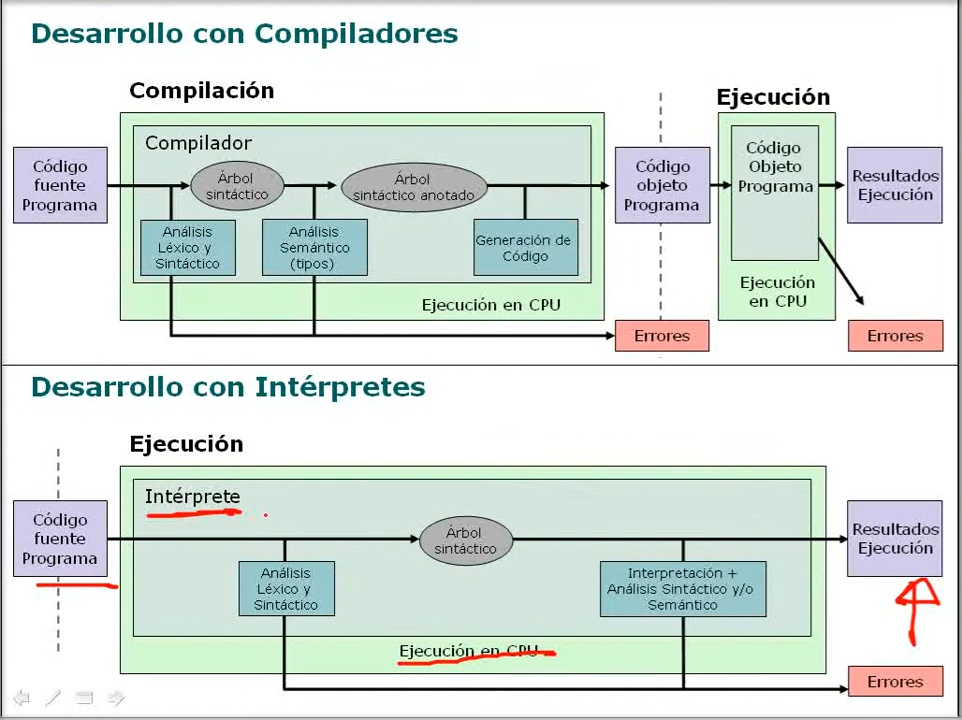 Desarrollo con Compiladores
Compilación
Ejecución
Compilador
Código
fuente
Programa
Árbol
sintáctico
Árbol
sintáctico anotado
Análisis
Léxico y
Sintáctico
Análisis
Semántico
(tipos)
Generación de
Código
Ejecución en CPU
Código
objeto
Programa
Errores
Código
Objeto
Programa
Ejecución
en CPU
Resultados
Ejecución
Errores
Desarrollo con Intérpretes
Ejecución
Intérprete
Código
fuente
Programa
Árbol
sintáctico
Análisis
Léxico y
Sintáctico
Interpretación +
Análisis Sintáctico y/o
Semántico
Ejecución en CPU
Resultados
Ejecución
Errores